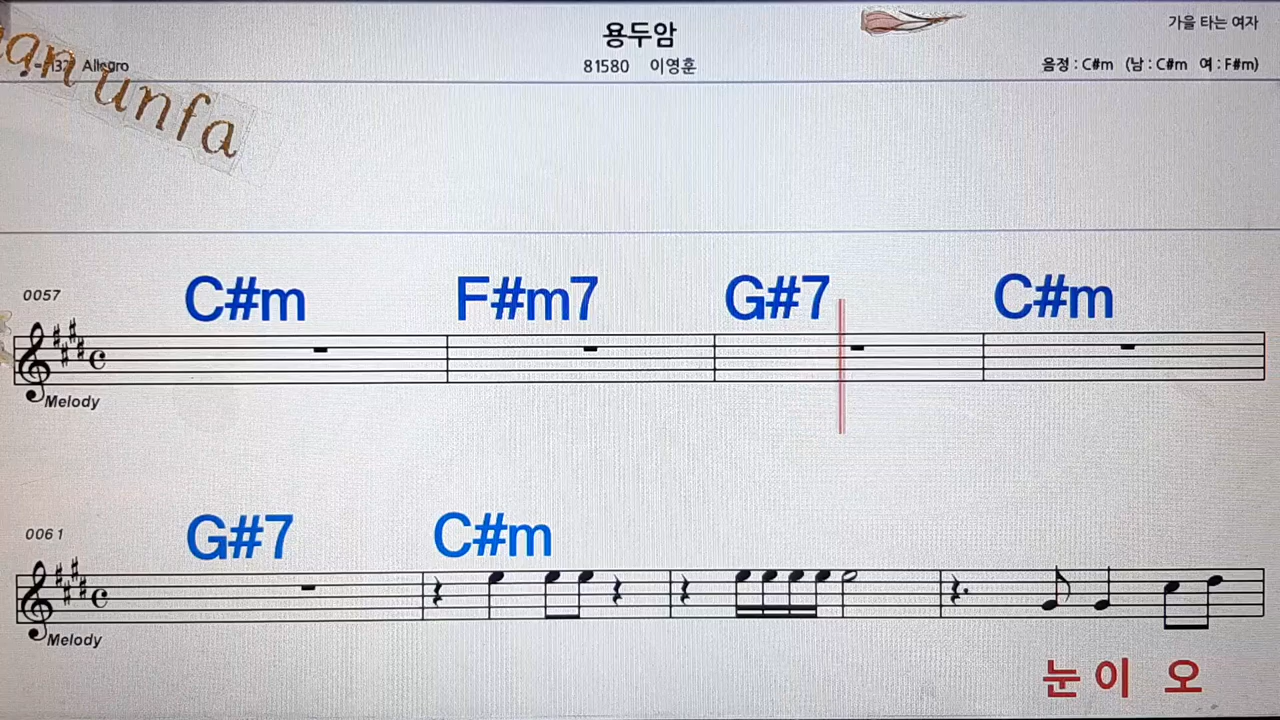 용두암
가을 타는 여자
81580 이영훈
Allegro
음정 : C#m (남 : C#m 여 : F#m)
unfa
0057
C#m F#m7 G#7 C#m
Melody
0061
G#7 C#m
Melody
눈 이 오